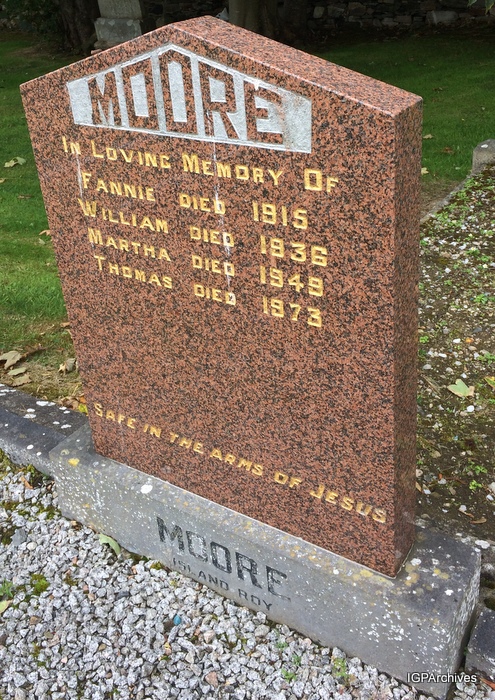 MOORE
IN LOVING MEMORY OF
FANNIE DIED 1915
WILLIAM DIED 1936
MARTHA DIED 1949
THOMAS DIED 1973
SAFE IN THE ARMS OF JESUS
MOORE
ISLAND ROY
IGPArchives